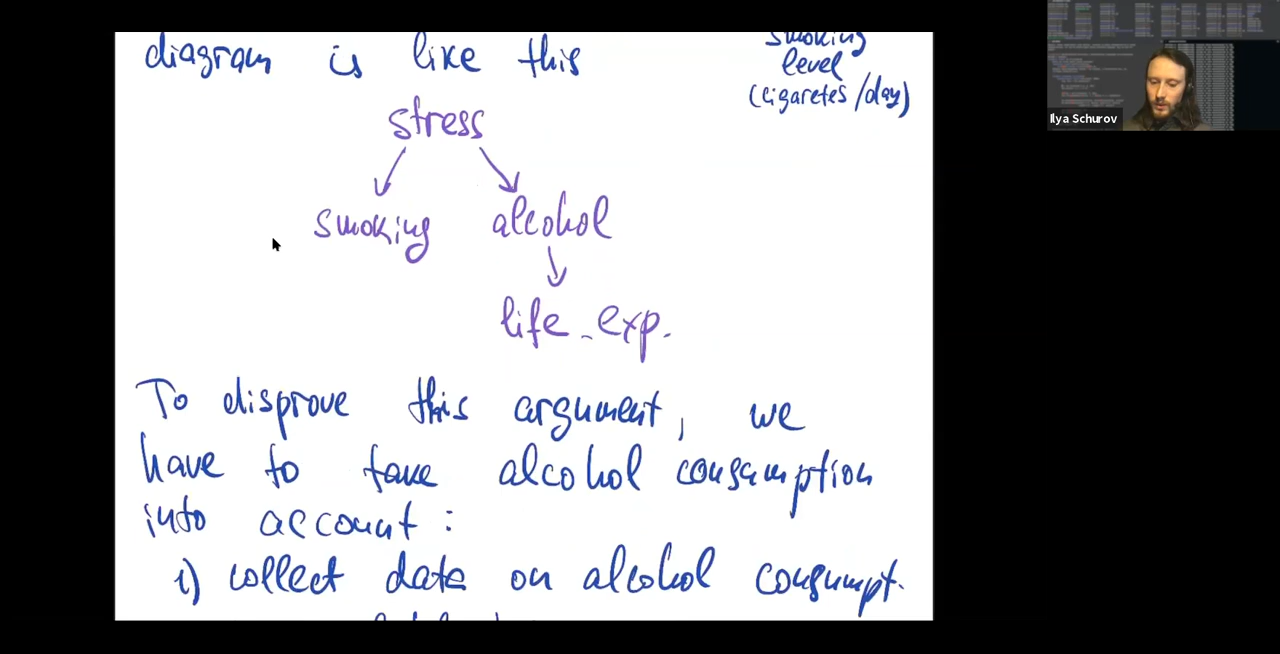 diagram is like this
smoking
level
(cigaretes/day)
stress
smoking alcohol
life_exp.
To disprove this argument, we
have to take alcohol consumption
into account:
1) collect data on alcohol consumpt.
Ilya Schurov